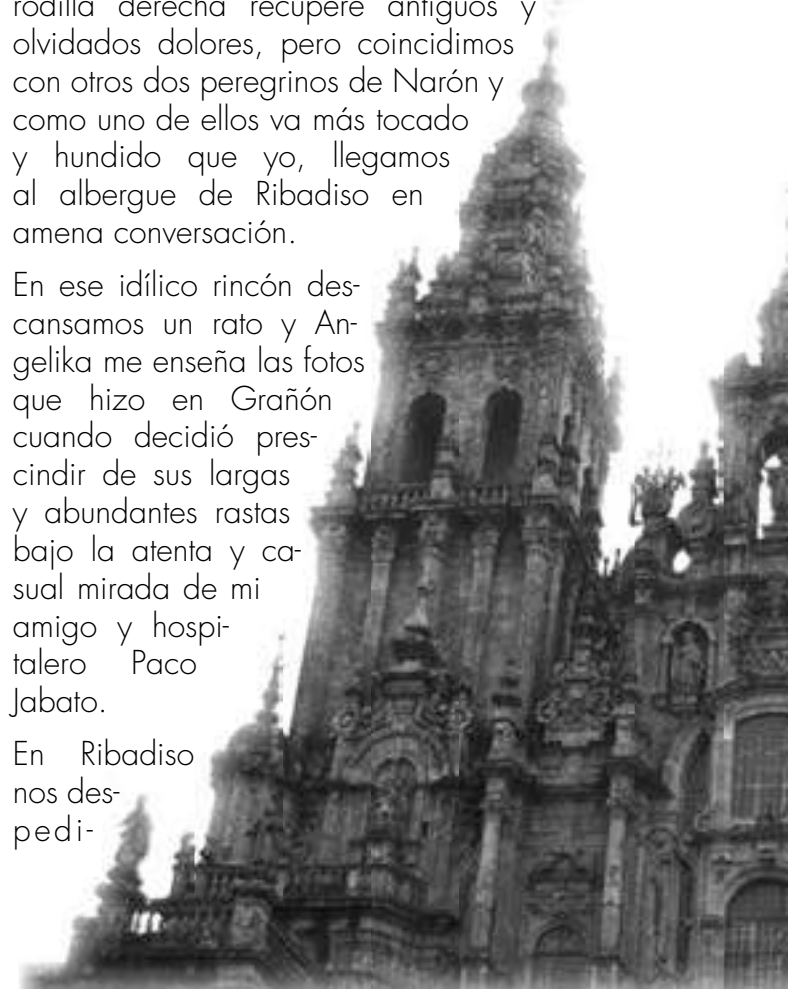 rodilla derecha recupere antiguos y
olvidados dolores, pero coincidimos
con otros dos peregrinos de Narón y
como uno de ellos va más tocado
y hundido que yo, llegamos
al albergue de Ribadiso en
amena conversación.
En ese idílico rincón des-
cansamos un rato y An-
gelika me enseña las fotos
que hizo en Grañón
cuando decidió pres-
cindir de sus largas
y abundantes rastas
bajo la atenta y ca-
sual mirada de mi
amigo y hospi-
talero Paco
Jabato.
En Ribadiso
nos des-
pedi-